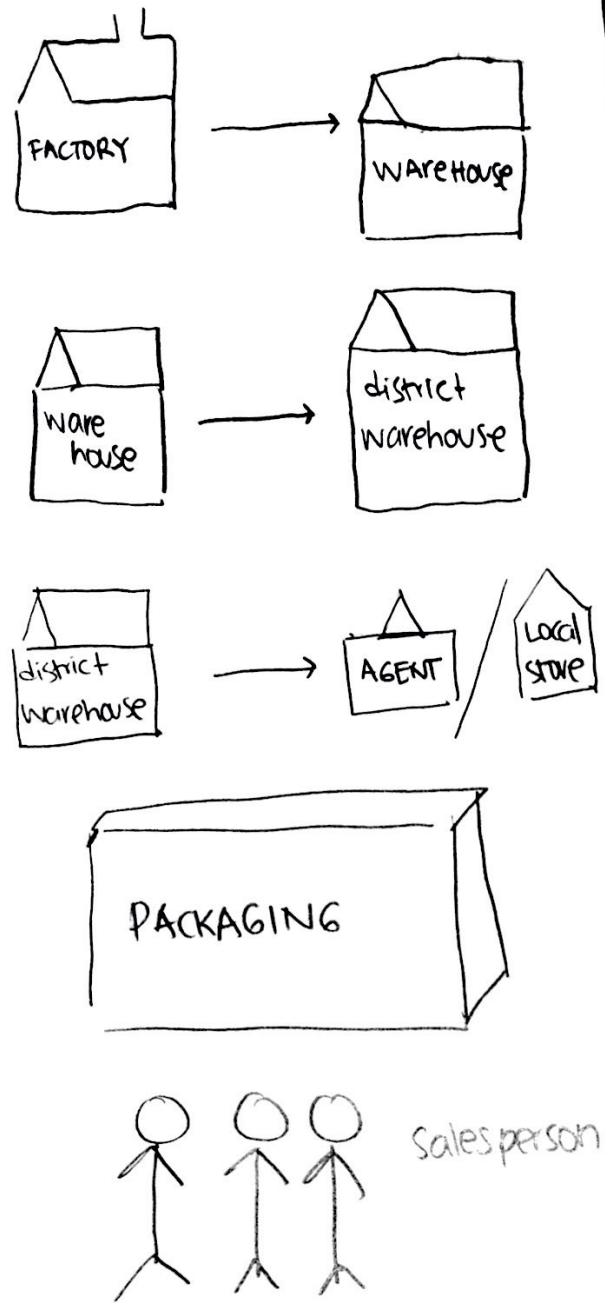 FACTORY
WAREHOUSE
ware
house
district
warehouse
district
warehouse
AGENT
Local
store
PACKAGING
salesperson